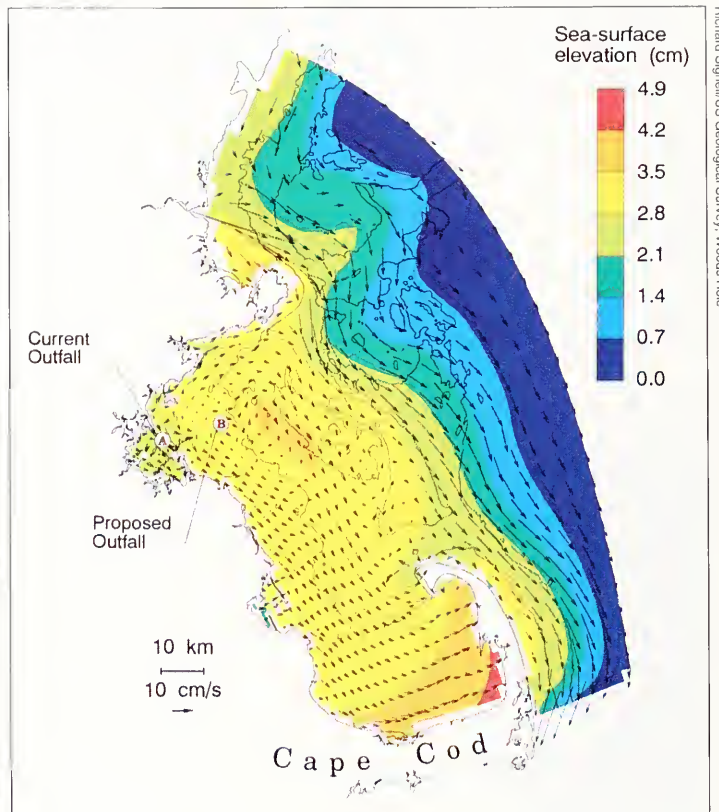 Sea-surface
elevation (cm)
4.9
4.2
3.5
2.8
2.1
1.4
0.7
0.0
Current
Outfall
A
B
Proposed
Outfall
10 km
10 cm/s
Cape Cod